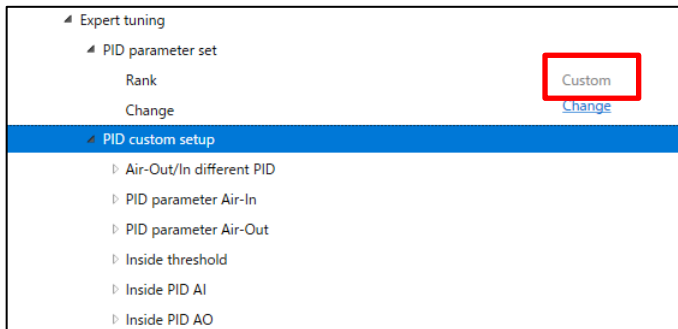 Expert tuning
PID parameter set
Rank Custom
Change Change
PID custom setup
Air-Out/In different PID
PID parameter Air-In
PID parameter Air-Out
Inside threshold
Inside PID AI
Inside PID AO